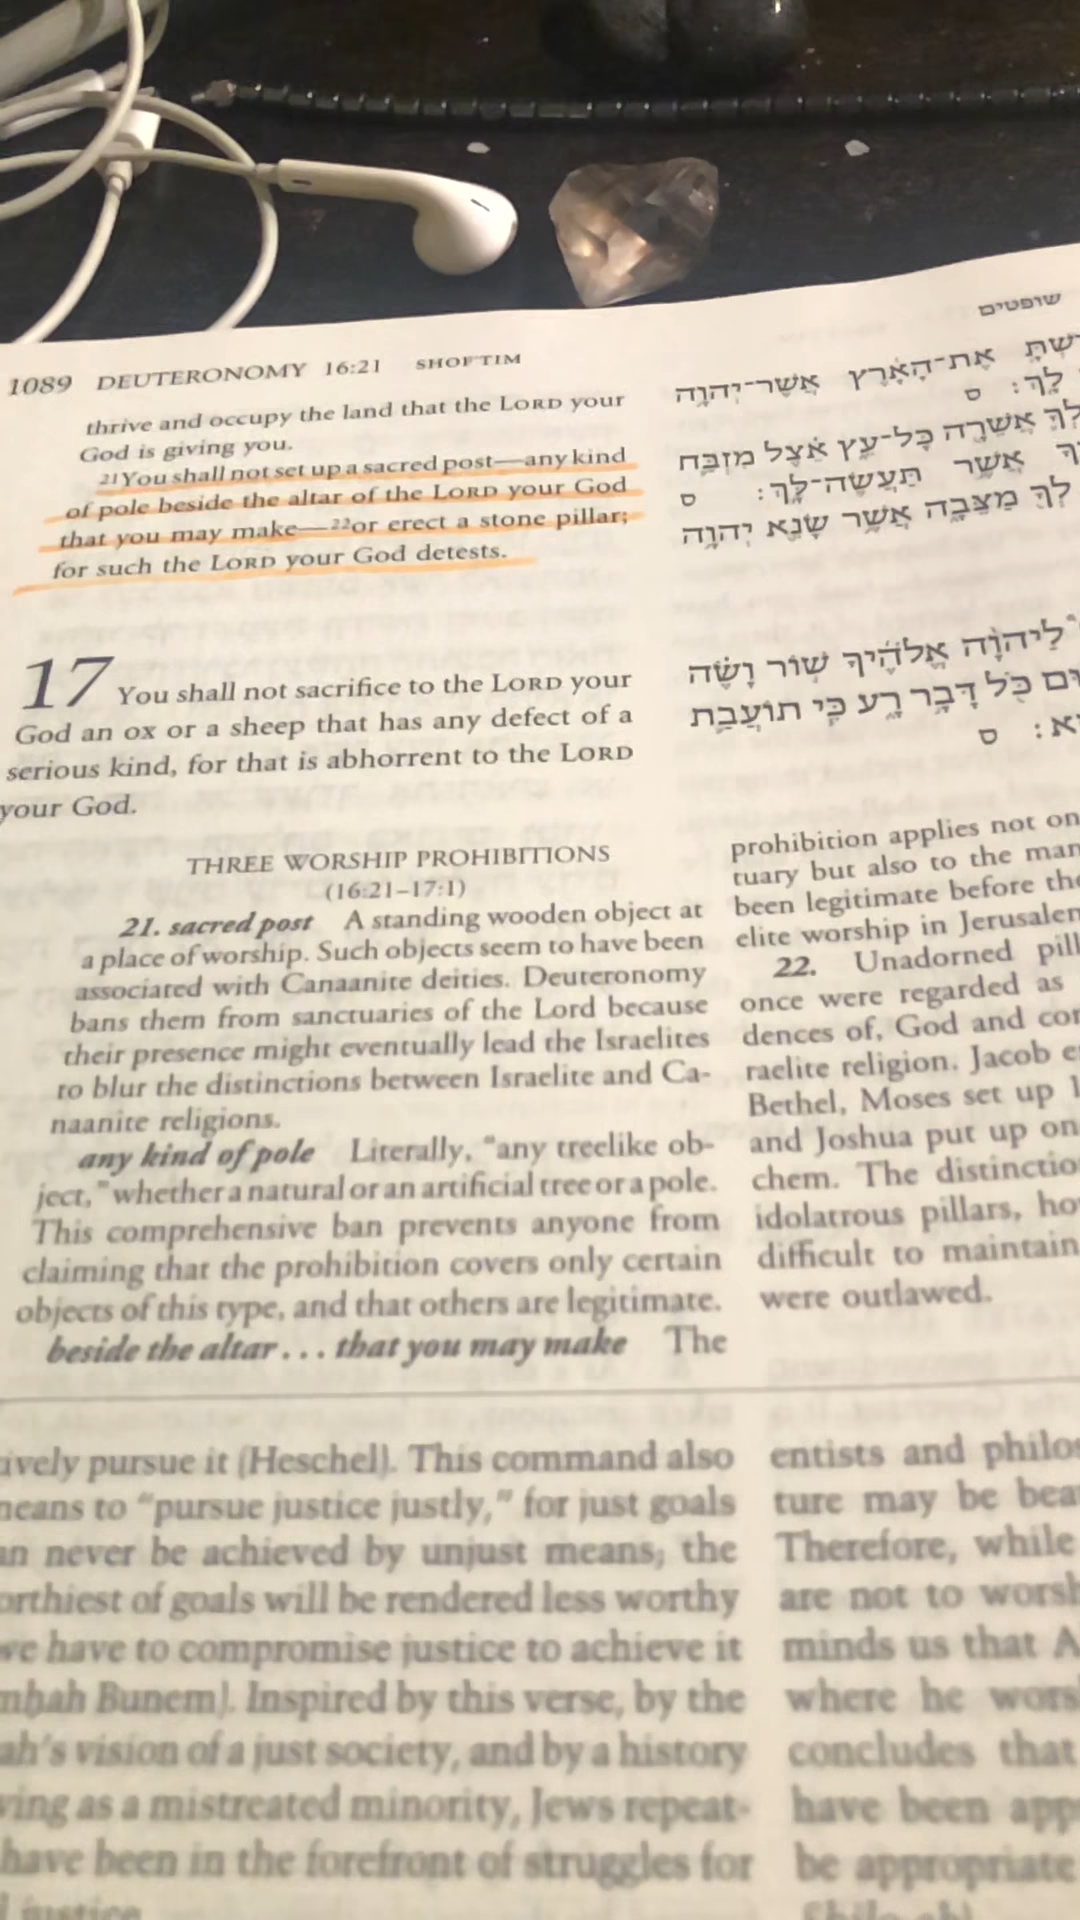 1089 DEUTERONOMY 16:21 SHOFTIM
thrive and occupy the land that the LORD your
God is giving you.
21You shall not set up a sacred post—any kind
of pole beside the altar of the LORD your God
that you may make—22or erect a stone pillar;
for such the LORD your God detests.
17 You shall not sacrifice to the LORD your
God an ox or a sheep that has any defect of a
serious kind, for that is abhorrent to the LORD
your God.
שופטים
אֶת־הָאָ֔רֶץ אֲשֶׁר־יְהוָ֥ה
לָֽךְ׃ ס
אֲשֵׁרָ֖ה כׇּל־עֵ֑ץ אֵ֗צֶל מִזְבַּ֛ח
אֲשֶׁ֥ר תַּעֲשֶׂה־לָּֽךְ׃ ס
לְךָ֖ מַצֵּבָ֑ה אֲשֶׁ֥ר שָׂנֵ֖א יְהוָ֥ה
לַיהוָ֨ה אֱלֹהֶ֜יךָ שׁ֣וֹר וָשֶׂ֗ה
כֹּ֖ל דָּבָ֣ר רָ֑ע כִּ֧י תוֹעֲבַ֛ת
ס
THREE WORSHIP PROHIBITIONS
(16:21–17:1)
21. sacred post A standing wooden object at
a place of worship. Such objects seem to have been
associated with Canaanite deities. Deuteronomy
bans them from sanctuaries of the Lord because
their presence might eventually lead the Israelites
to blur the distinctions between Israelite and Ca-
naanite religions.
any kind of pole Literally, "any treelike ob-
ject," whether a natural or an artificial tree or a pole.
This comprehensive ban prevents anyone from
claiming that the prohibition covers only certain
objects of this type, and that others are legitimate.
beside the altar . . . that you may make The
prohibition applies not on
tuary but also to the man
been legitimate before the
elite worship in Jerusalem
22. Unadorned pill
once were regarded as
dences of, God and con
raelite religion. Jacob e
Bethel, Moses set up 1
and Joshua put up on
chem. The distinctio
idolatrous pillars, ho
difficult to maintain
were outlawed.
ively pursue it (Heschel). This command also
means to "pursue justice justly," for just goals
an never be achieved by unjust means; the
orthiest of goals will be rendered less worthy
we have to compromise justice to achieve it
mḥah Bunem). Inspired by this verse, by the
ah's vision of a just society, and by a history
ving as a mistreated minority, Jews repeat-
have been in the forefront of struggles for
justice
entists and philos
ture may be bea
Therefore, while
are not to worsh
minds us that A
where he wors
concludes that
have been app
be appropriate